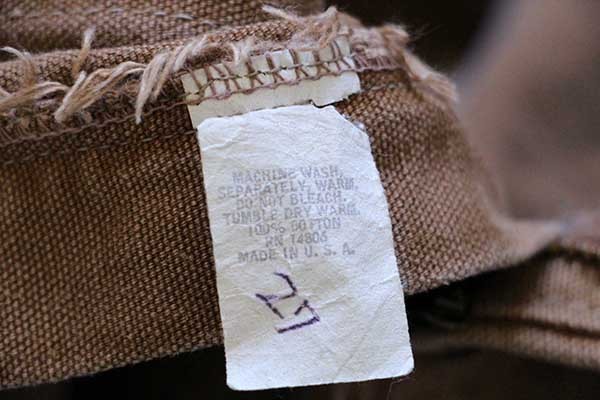 MACHINE WASH,
SEPARATELY, WARM.
DO NOT BLEACH.
TUMBLE DRY WARM.
100% COTTON
RN 14806
MADE IN U. S. A.